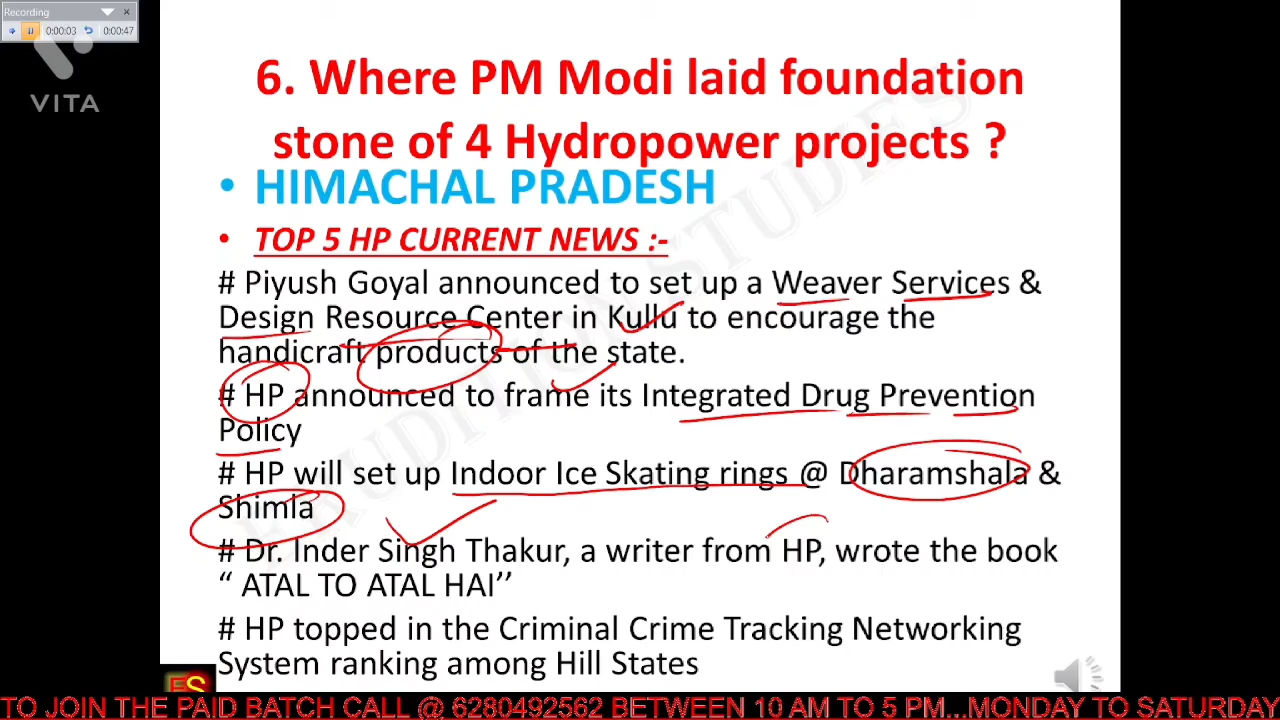 Recording
0:00:03 0:00:47
VITA
6. Where PM Modi laid foundation
stone of 4 Hydropower projects ?
• HIMACHAL PRADESH
• TOP 5 HP CURRENT NEWS :-
# Piyush Goyal announced to set up a Weaver Services &
Design Resource Center in Kullu to encourage the
handicraft products of the state.
# HP announced to frame its Integrated Drug Prevention
Policy
# HP will set up Indoor Ice Skating rings @ Dharamshala &
Shimla
# Dr. Inder Singh Thakur, a writer from HP, wrote the book
“ ATAL TO ATAL HAI’’
# HP topped in the Criminal Crime Tracking Networking
System ranking among Hill States
ES
TO JOIN THE PAID BATCH CALL @ 6280492562 BETWEEN 10 AM TO 5 PM...MONDAY TO SATURDAY